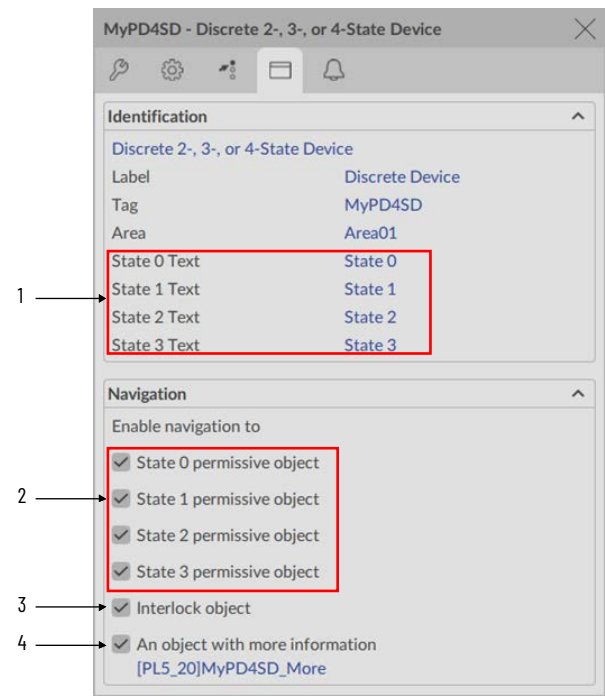 MyPD4SD - Discrete 2-, 3-, or 4-State Device
Identification
Discrete 2-, 3-, or 4-State Device
Label Discrete Device
Tag MyPD4SD
Area Area01
State 0 Text State 0
1 State 1 Text State 1
State 2 Text State 2
State 3 Text State 3
Navigation
Enable navigation to
State 0 permissive object
2 State 1 permissive object
State 2 permissive object
State 3 permissive object
3 Interlock object
4 An object with more information
[PL5_20]MyPD4SD_More